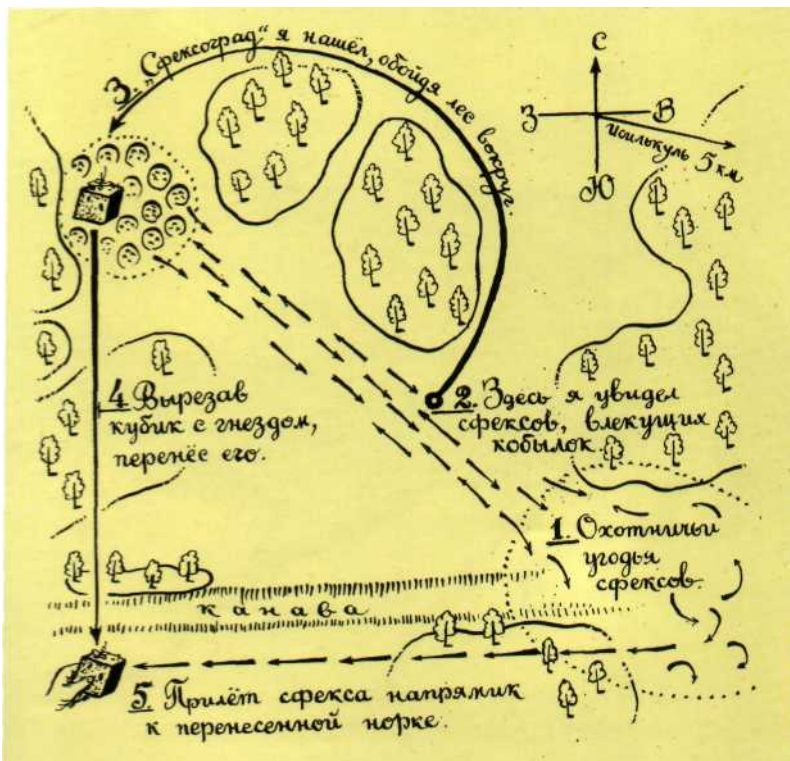 3. „Сфексоград“ я нашёл, обойдя лес вокруг.
С
З
В
Ю
Исилькуль 5 км
4. Вырезав
кубик с гнездом,
перенёс его.
2. Здесь я увидел
сфексов, влекущих
кобылок.
1. Охотничьи
угодья
сфексов.
канава
5. Прилёт сфекса напрямик
к перенесенной норке.